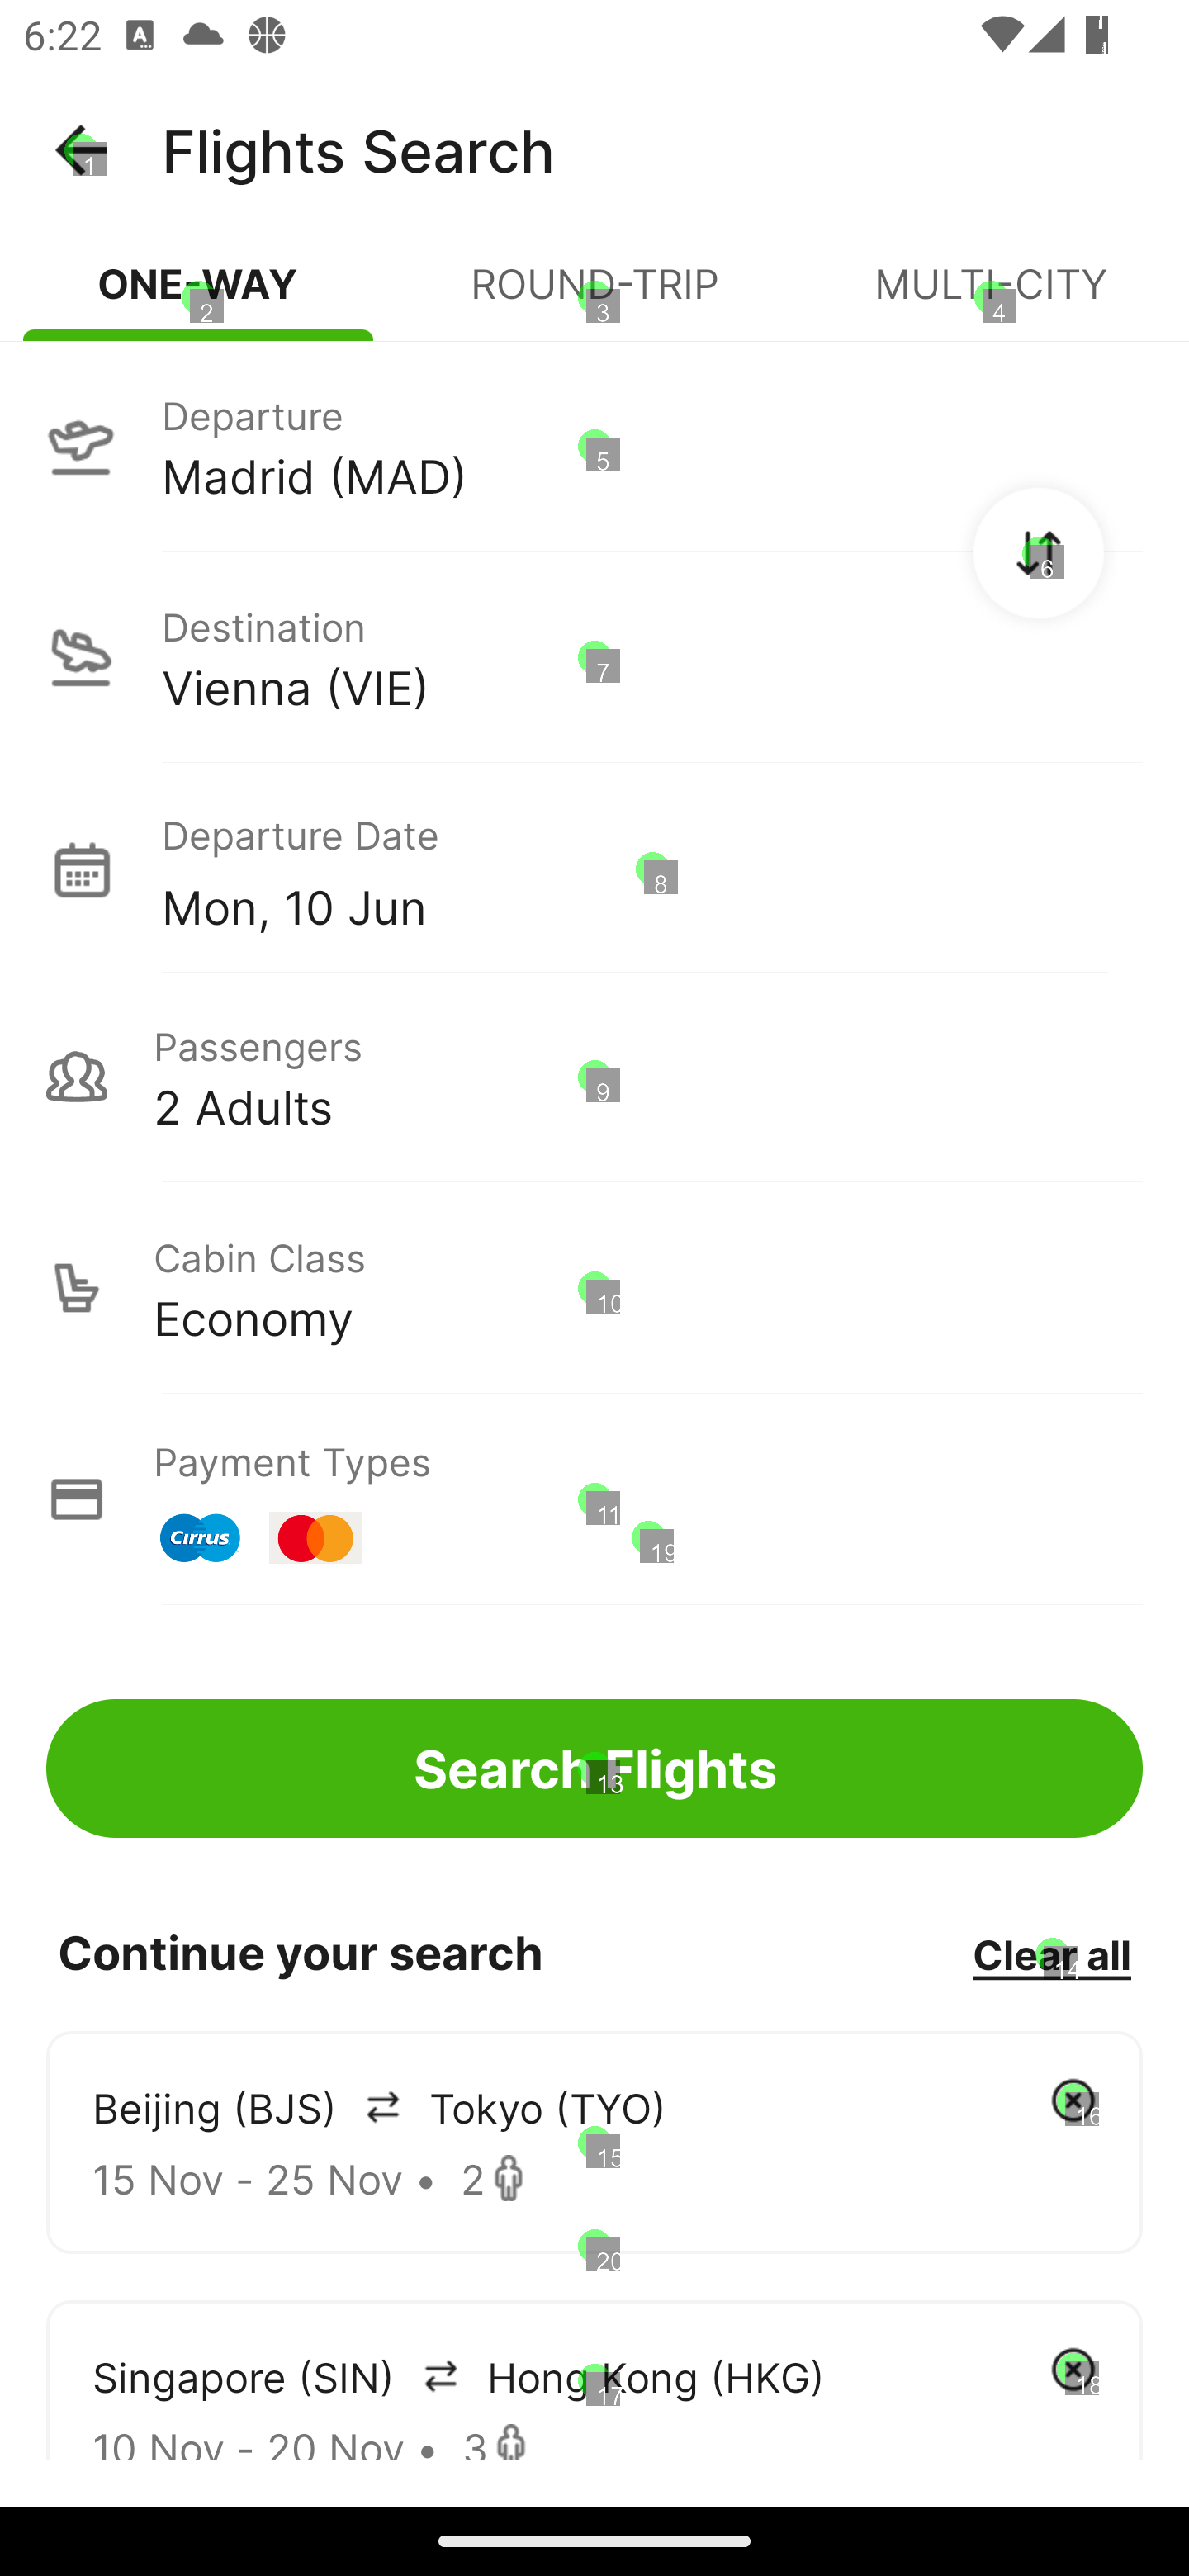 6:22
Flights Search
1
ONE-WAY ROUND-TRIP MULTI-CITY
2 3 4
Departure
Madrid (MAD)
5
6
Destination
Vienna (VIE)
7
Departure Date
Mon, 10 Jun
8
Passengers
2 Adults
9
Cabin Class
Economy
10
Payment Types
Cirrus
11
19
Search Flights
13
Continue your search Clear all
14
Beijing (BJS) Tokyo (TYO)
16
15 Nov - 25 Nov • 2
15
20
Singapore (SIN) Hong Kong (HKG)
17 18
10 Nov - 20 Nov • 3